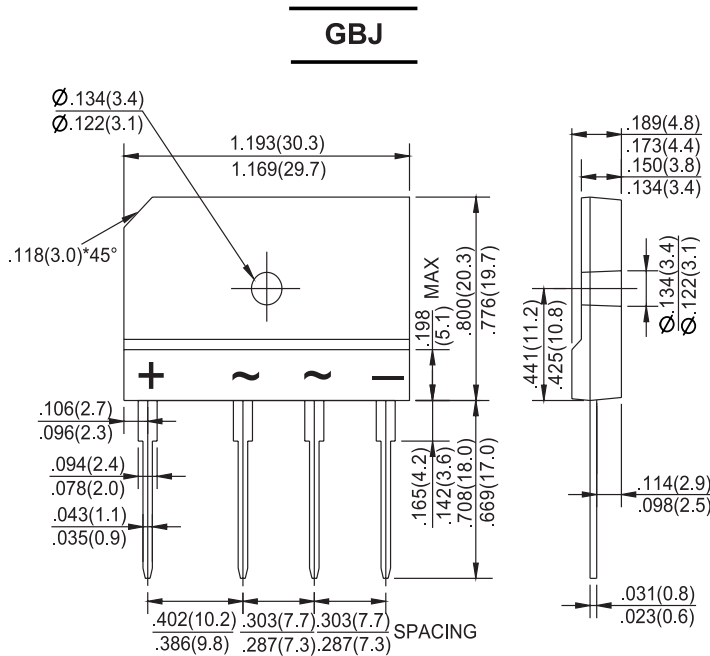 GBJ
Ø.134(3.4)
Ø.122(3.1)
1.193(30.3)
1.169(29.7)
.118(3.0)*45°
.189(4.8)
.173(4.4)
.150(3.8)
.134(3.4)
.198 MAX
(5.1)
.800(20.3)
.776(19.7)
Ø.134(3.4)
Ø.122(3.1)
.441(11.2)
.425(10.8)
+ ~ ~ —
.106(2.7)
.096(2.3)
.094(2.4)
.078(2.0)
.043(1.1)
.035(0.9)
.165(4.2)
.142(3.6)
.708(18.0)
.669(17.0)
.114(2.9)
.098(2.5)
.031(0.8)
.023(0.6)
.402(10.2) .303(7.7) .303(7.7) SPACING
.386(9.8) .287(7.3) .287(7.3)